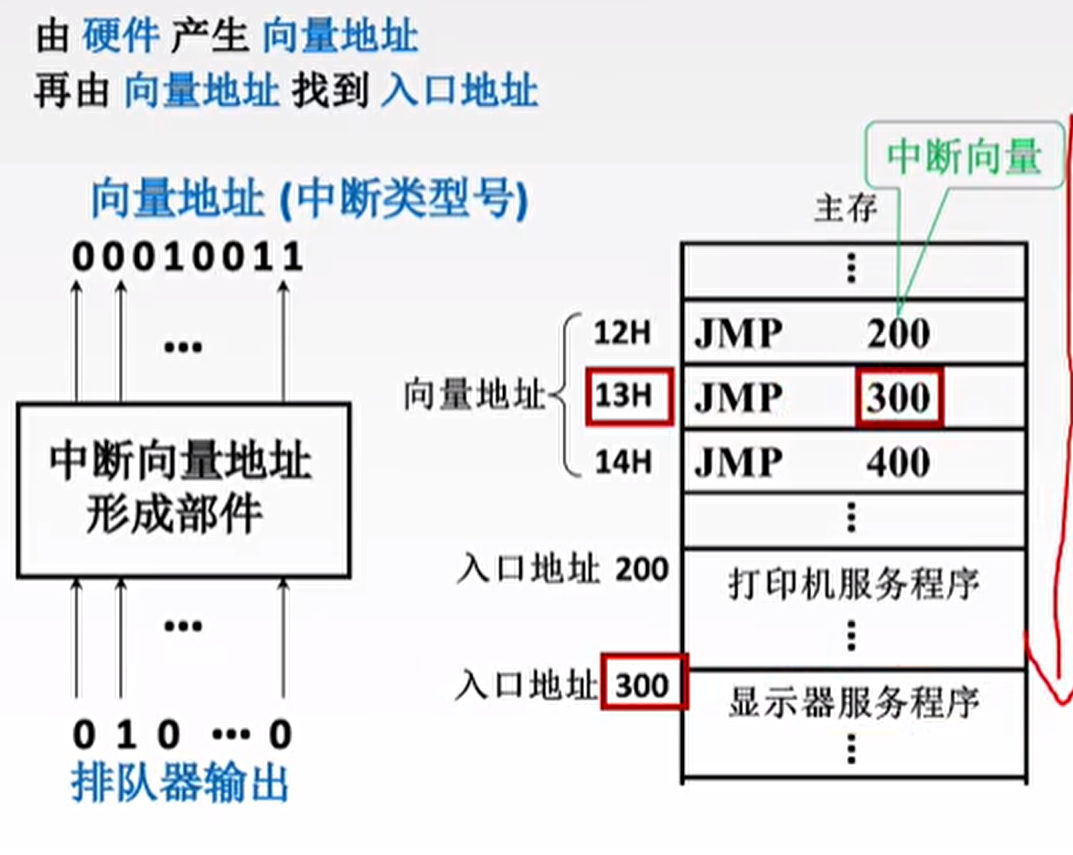 由 硬件 产生 向量地址
再由 向量地址 找到 入口地址
中断向量
向量地址 (中断类型号)
主存
00010011
⋮
12H JMP 200
...
向量地址 13H JMP 300
14H JMP 400
中断向量地址
形成部件
⋮
入口地址 200 打印机服务程序
...
⋮
入口地址 300 显示器服务程序
0 1 0 ... 0
⋮
排队器输出